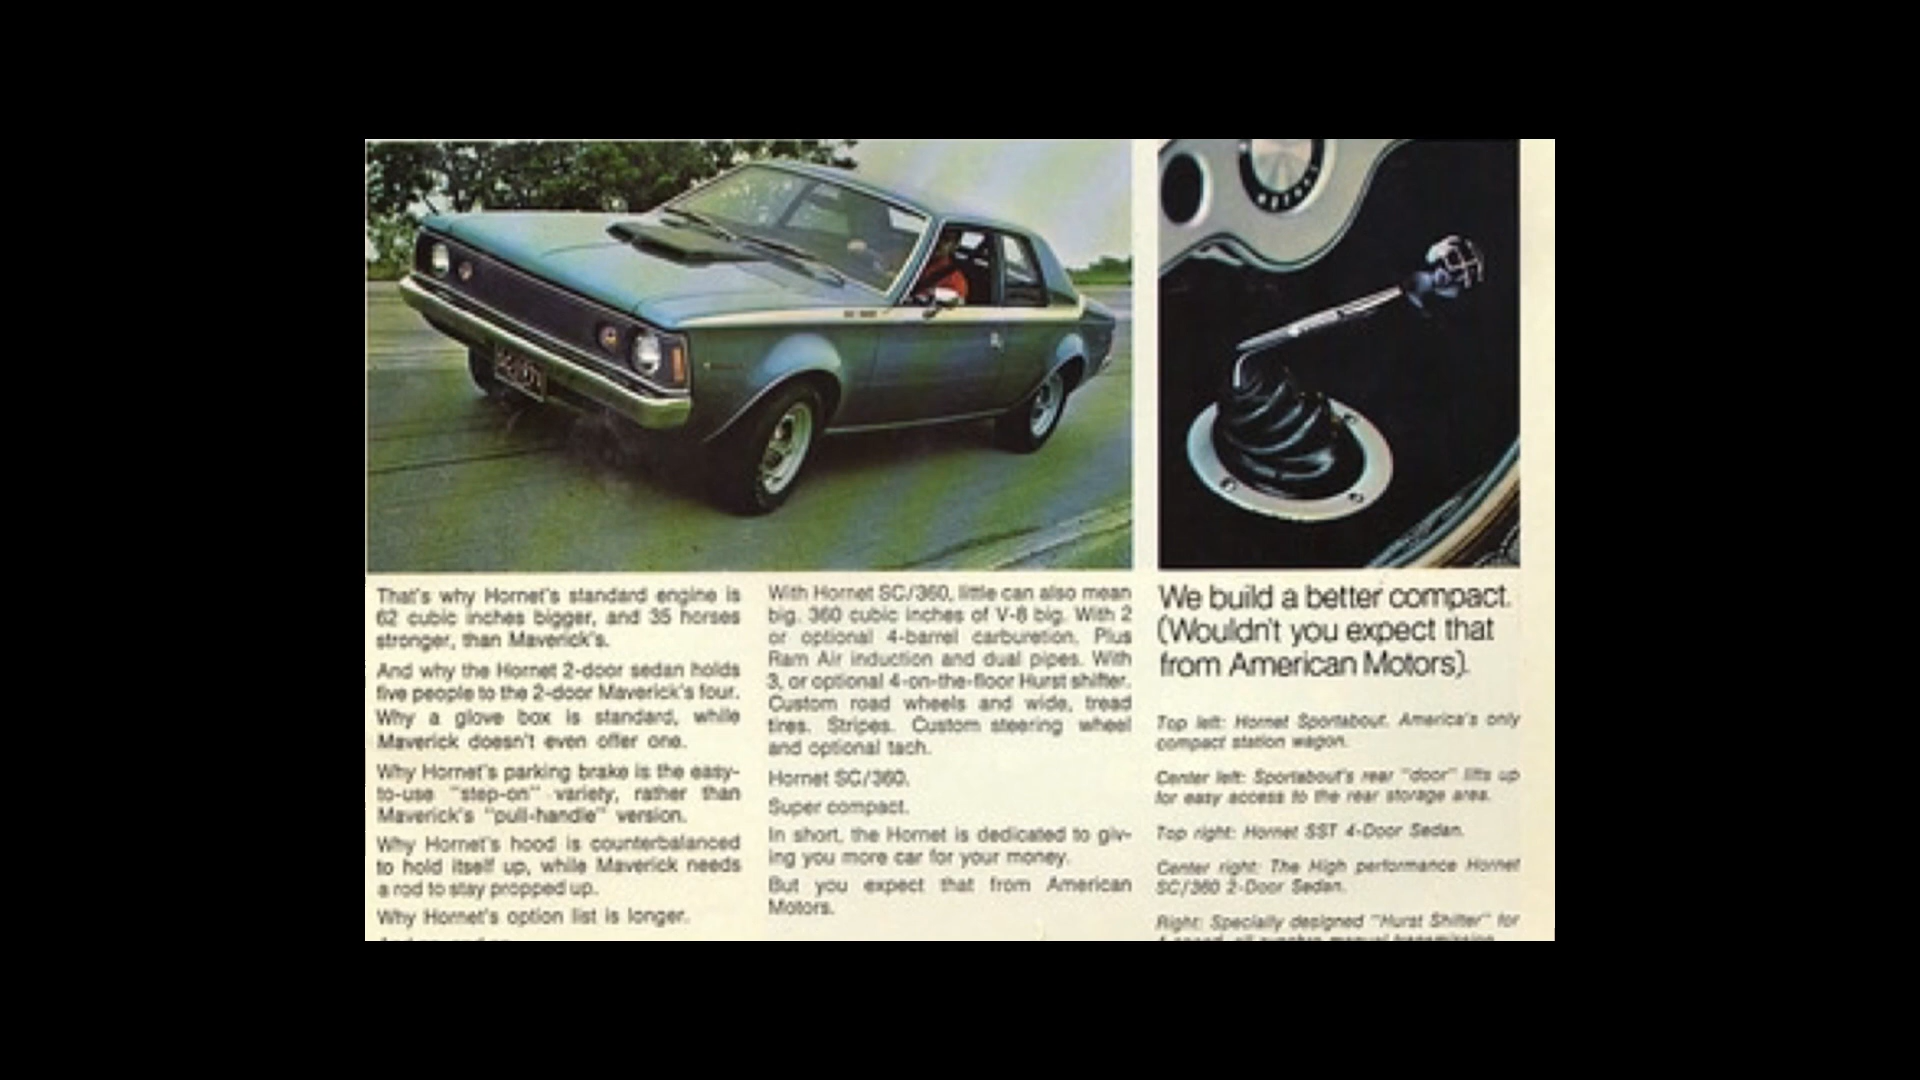 That's why Hornet's standard engine is
62 cubic inches bigger, and 35 horses
stronger, than Maverick's.
And why the Hornet 2-door sedan holds
five people to the 2-door Maverick's four.
Why a glove box is standard, while
Maverick doesn't even offer one.
Why Hornet's parking brake is the easy-
to-use "step-on" variety, rather than
Maverick's "pull-handle" version.
Why Hornet's hood is counterbalanced
to hold itself up, while Maverick needs
a rod to stay propped up.
Why Hornet's option list is longer.
With Hornet SC/360, little can also mean
big. 360 cubic inches of V-8 big. With 2
or optional 4-barrel carburetion. Plus
Ram Air induction and dual pipes. With
3, or optional 4-on-the-floor Hurst shifter.
Custom road wheels and wide, tread
tires. Stripes. Custom steering wheel
and optional tach.
Hornet SC/360.
Super compact.
In short, the Hornet is dedicated to giv-
ing you more car for your money.
But you expect that from American
Motors.
We build a better compact.
(Wouldn't you expect that
from American Motors).
Top left: Hornet Sportabout. America's only
compact station wagon.
Center left: Sportabout's rear "door" lifts up
for easy access to the rear storage area.
Top right: Hornet SST 4-Door Sedan.
Center right: The High performance Hornet
SC/360 2-Door Sedan.
Right: Specially designed "Hurst Shifter" for